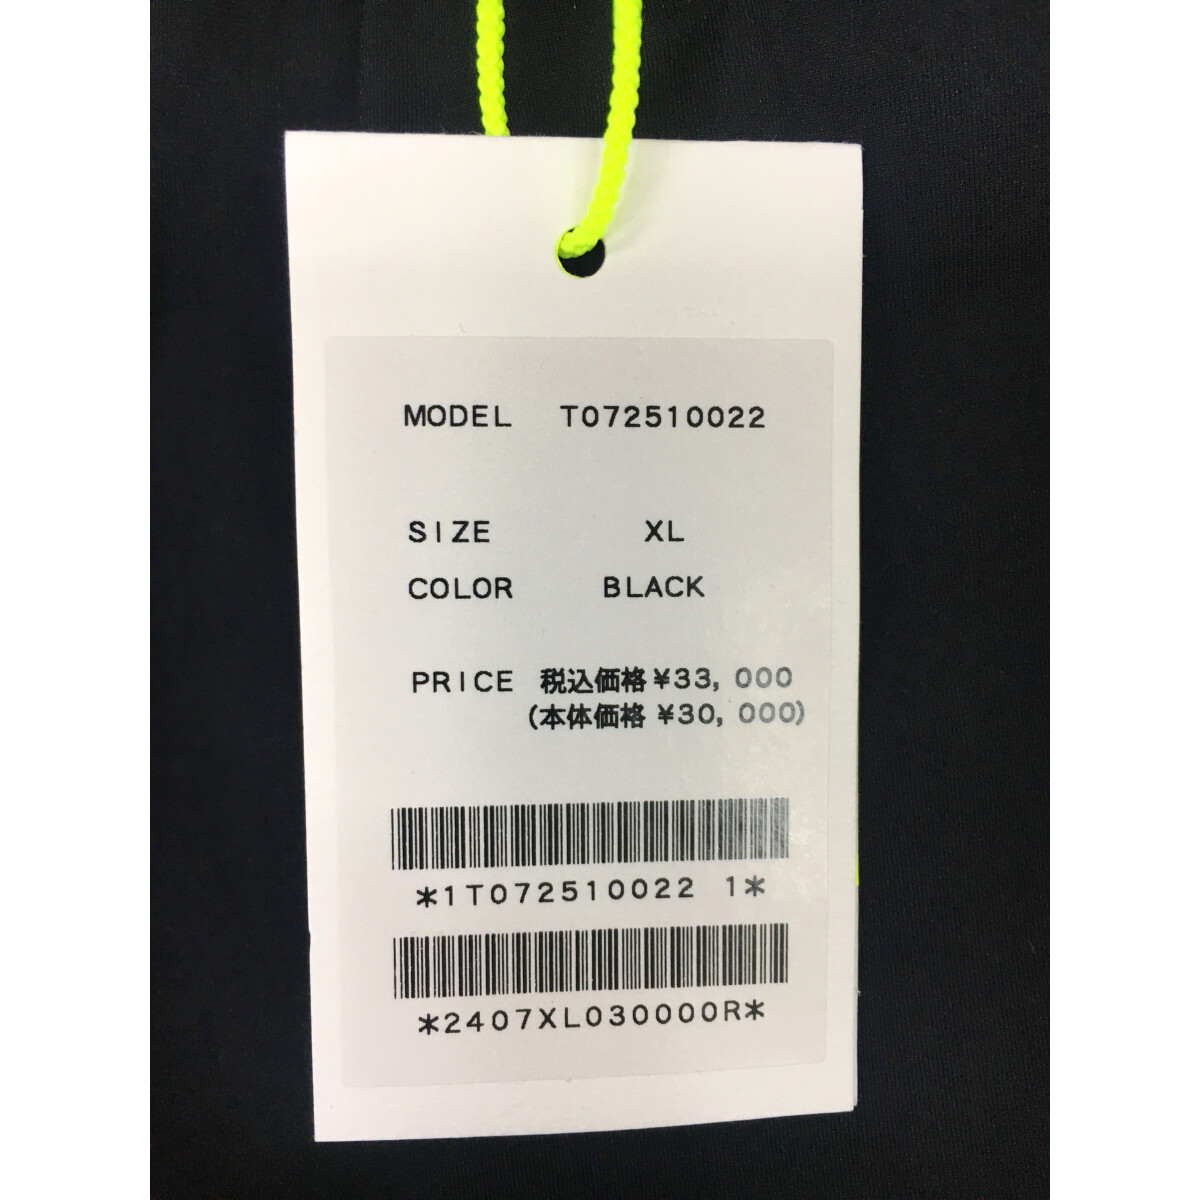 MODEL T072510022
SIZE XL
COLOR BLACK
PRICE 税込価格 ¥33,000
(本体価格 ¥30,000)
*1T072510022 1*
*2407XL030000R*